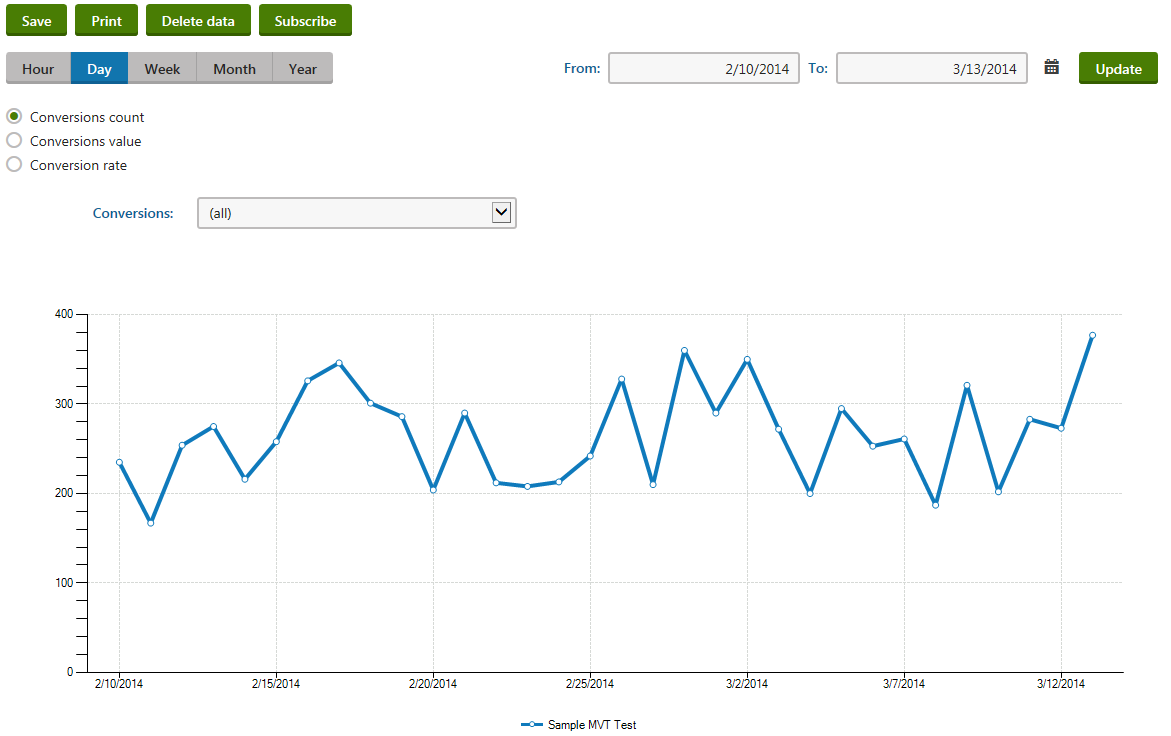 Save Print Delete data Subscribe
Hour Day Week Month Year From: 2/10/2014 To: 3/13/2014 Update
Conversions count
Conversions value
Conversion rate
Conversions: (all)
400
300
200
100
0
2/10/2014 2/15/2014 2/20/2014 2/25/2014 3/2/2014 3/7/2014 3/12/2014
Sample MVT Test